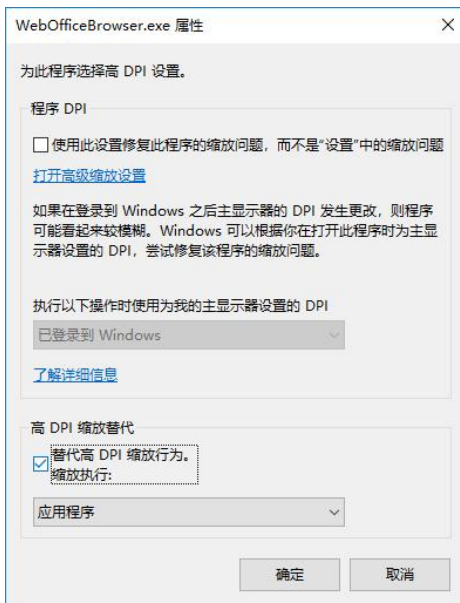 WebOfficeBrowser.exe 属性
为此程序选择高 DPI 设置。
程序 DPI
使用此设置修复此程序的缩放问题，而不是“设置”中的缩放问题
打开高级缩放设置
如果在登录到 Windows 之后主显示器的 DPI 发生更改，则程序
可能看起来较模糊。Windows 可以根据你在打开此程序时为主显
示器设置的 DPI，尝试修复该程序的缩放问题。
执行以下操作时使用为我的主显示器设置的 DPI
已登录到 Windows
了解详细信息
高 DPI 缩放替代
替代高 DPI 缩放行为。
缩放执行:
应用程序
确定
取消